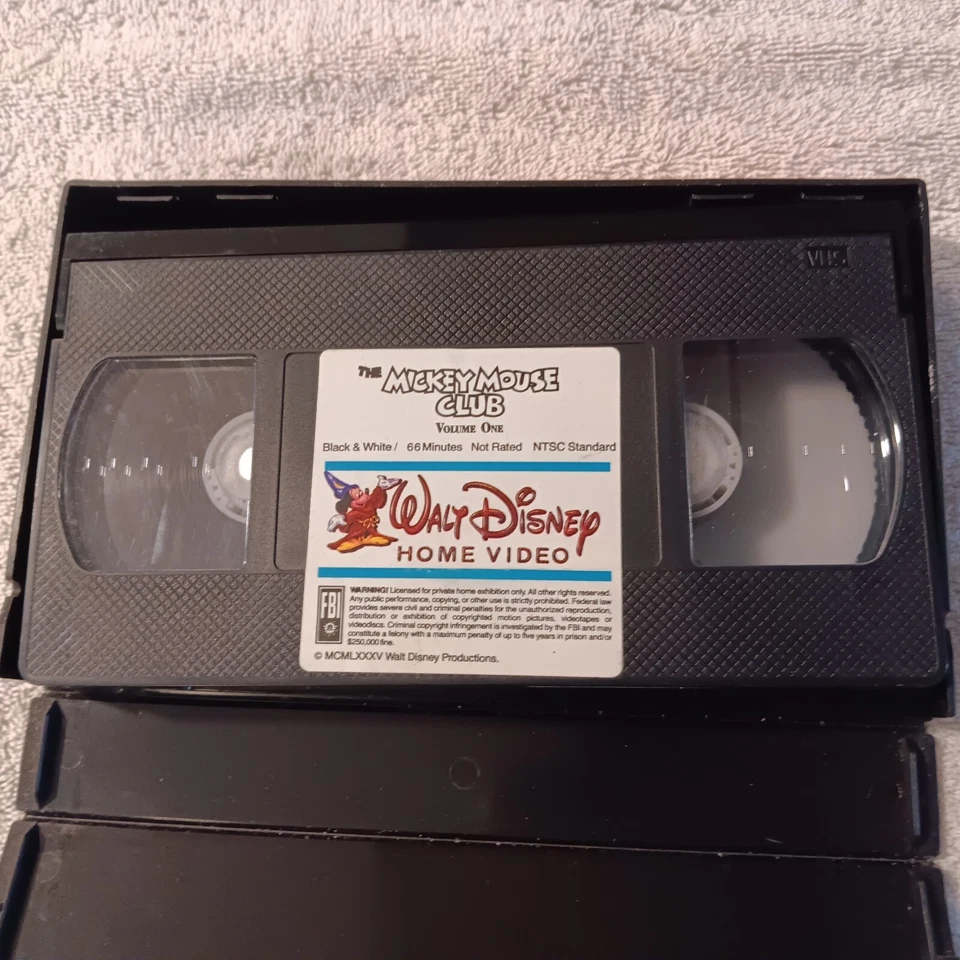 VHS
THE MICKEY MOUSE
CLUB
VOLUME ONE
Black & White / 66 Minutes Not Rated NTSC Standard
WALT DISNEY
HOME VIDEO
FBI
WARNING! Licensed for private home exhibition only. All other rights reserved.
Any public performance, copying, or other use is strictly prohibited. Federal law
provides severe civil and criminal penalties for the unauthorized reproduction,
distribution or exhibition of copyrighted motion pictures, videotapes or
videodiscs. Criminal copyright infringement is investigated by the FBI and may
constitute a felony with a maximum penalty of up to five years in prison and/or
$250,000 fine.
© MCMLXXXV Walt Disney Productions.